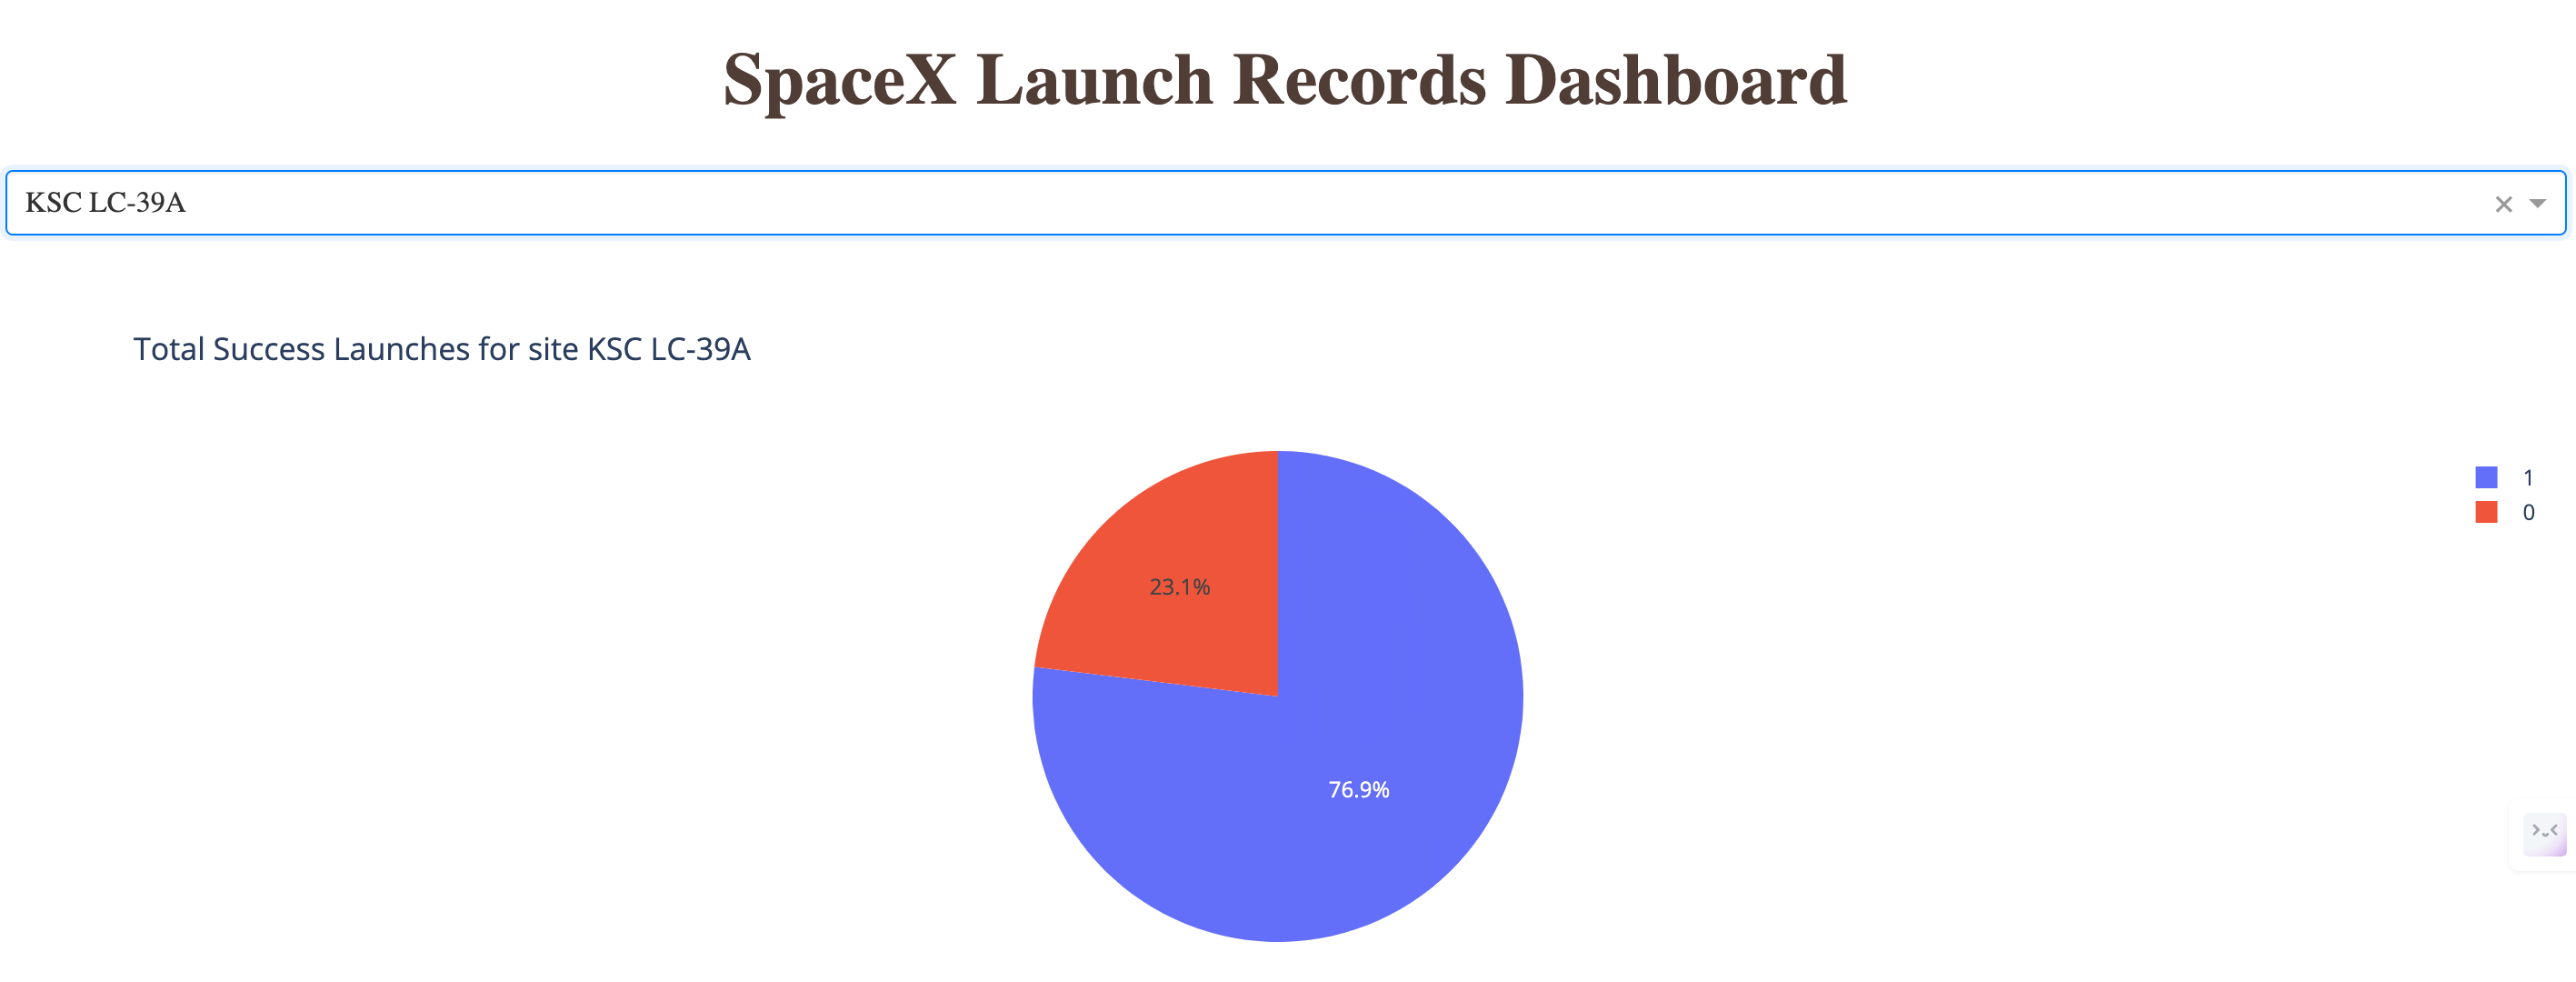 SpaceX Launch Records Dashboard
KSC LC-39A
Total Success Launches for site KSC LC-39A
1
0
23.1%
76.9%